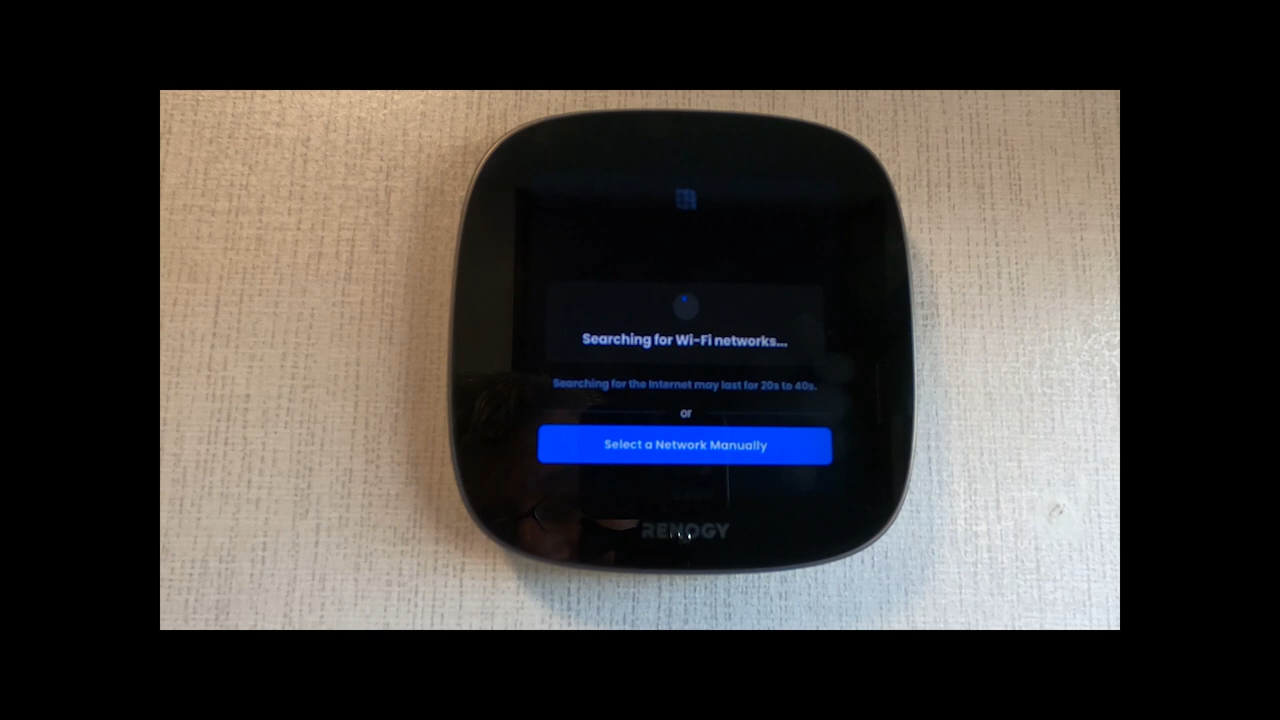 Searching for Wi-Fi networks...
Searching for the Internet may last for 20s to 40s.
or
Select a Network Manually
RENOGY